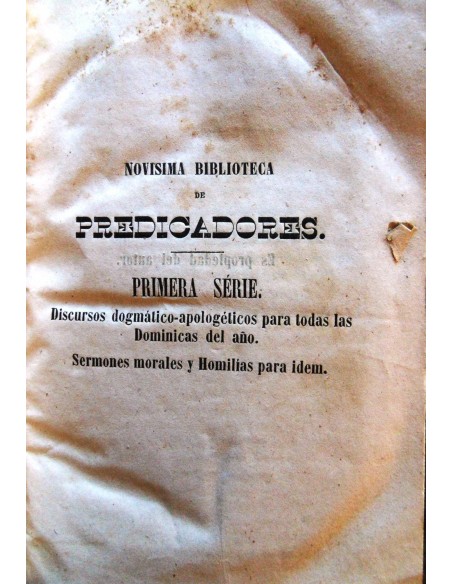 NOVISIMA BIBLIOTECA
DE
PREDICADORES.
Es propiedad del autor.
PRIMERA SÉRIE.
Discursos dogmático-apologéticos para todas las
Dominicas del año.
Sermones morales y Homilías para idem.